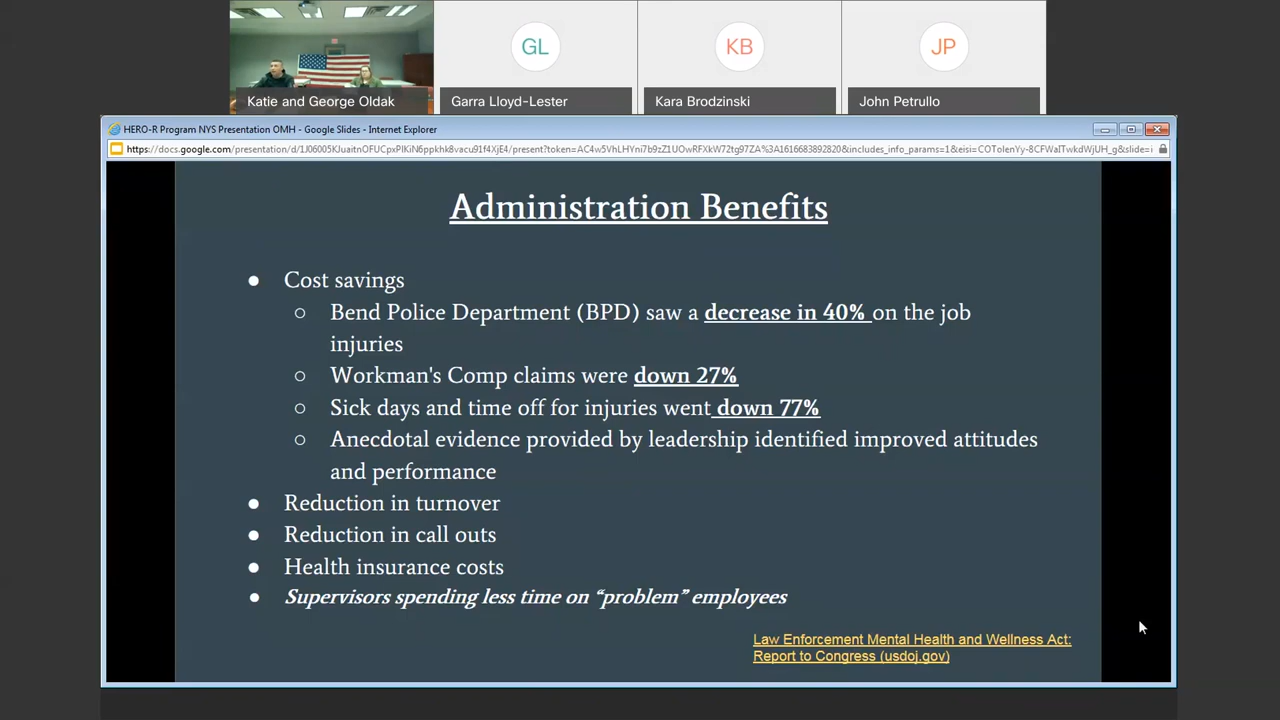 GL
KB
JP
Katie and George Oldak
Garra Lloyd-Lester
Kara Brodzinski
John Petrullo
HERO-R Program NYS Presentation OMH - Google Slides - Internet Explorer
Administration Benefits
● Cost savings
○ Bend Police Department (BPD) saw a decrease in 40% on the job
injuries
○ Workman's Comp claims were down 27%
○ Sick days and time off for injuries went down 77%
○ Anecdotal evidence provided by leadership identified improved attitudes
and performance
● Reduction in turnover
● Reduction in call outs
● Health insurance costs
● Supervisors spending less time on “problem” employees
Law Enforcement Mental Health and Wellness Act:
Report to Congress (usdoj.gov)